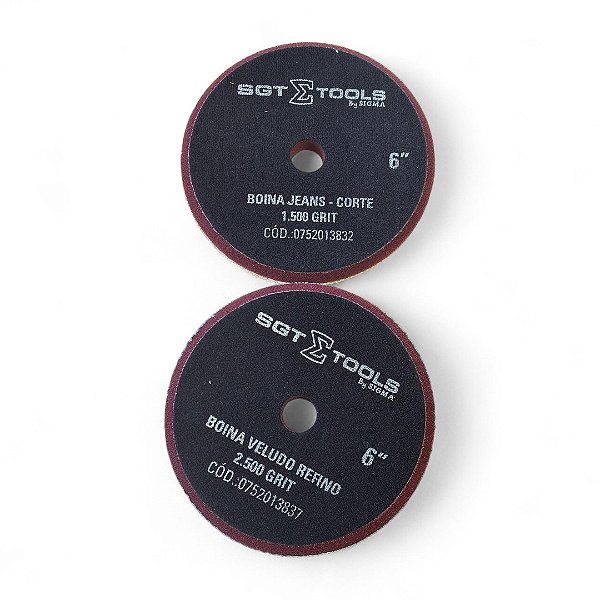 SGT Σ TOOLS
By SIGMA
6”
BOINA JEANS - CORTE
1.500 GRIT
CÓD.:0752013832
SGT Σ TOOLS
By SIGMA
6”
BOINA VELUDO REFINO
2.500 GRIT
CÓD.:0752013837